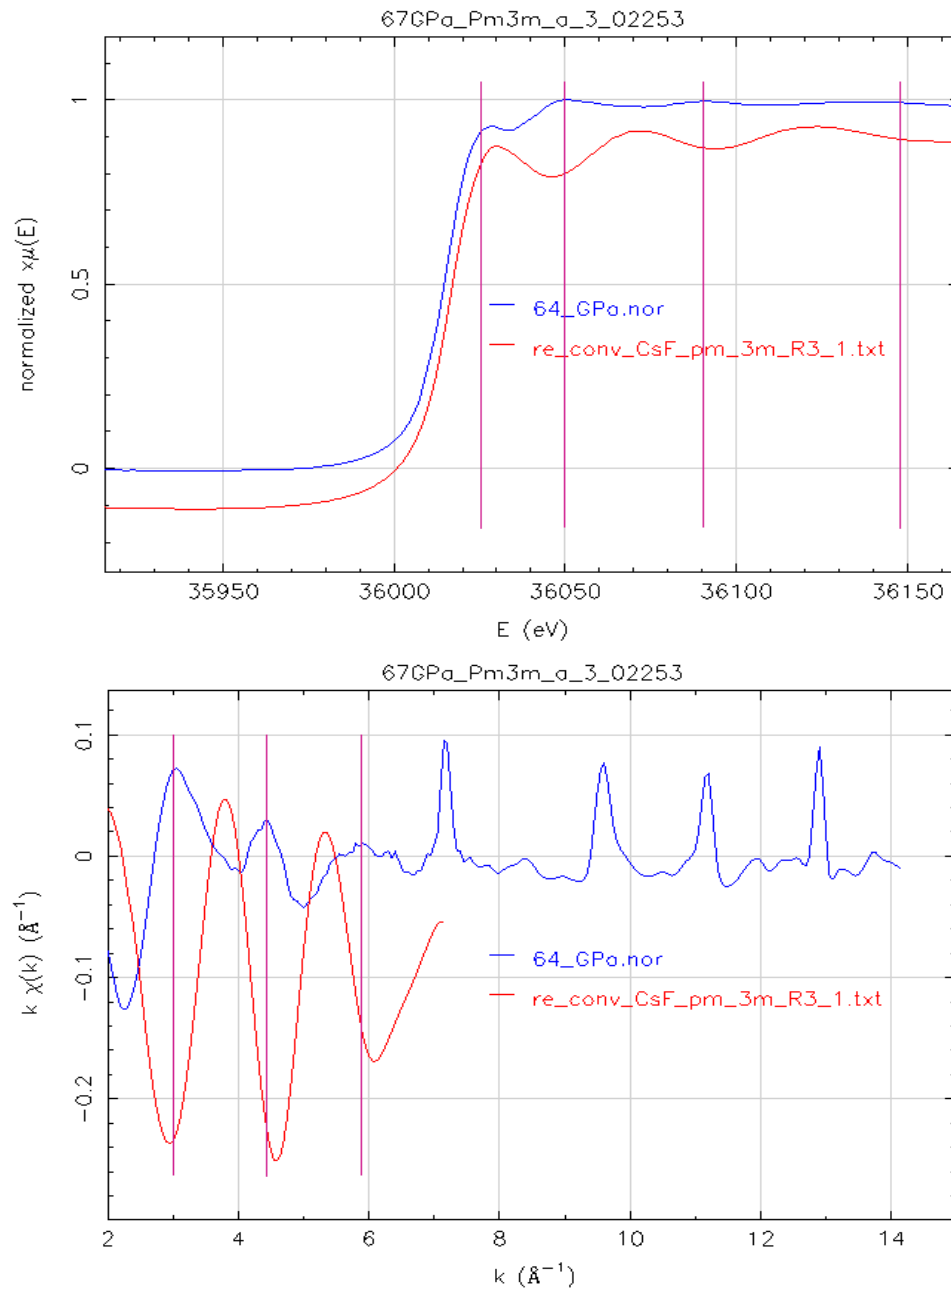 67GPa_Pm3m_a_3_02253
normalized xμ(E)
1
0.5
0
64_GPa.nor
re_conv_CsF_pm_3m_R3_1.txt
35950 36000 36050 36100 36150
E (eV)
67GPa_Pm3m_a_3_02253
k χ(k) (Å⁻¹)
0.1
0
−0.1
−0.2
64_GPa.nor
re_conv_CsF_pm_3m_R3_1.txt
2 4 6 8 10 12 14
k (Å⁻¹)